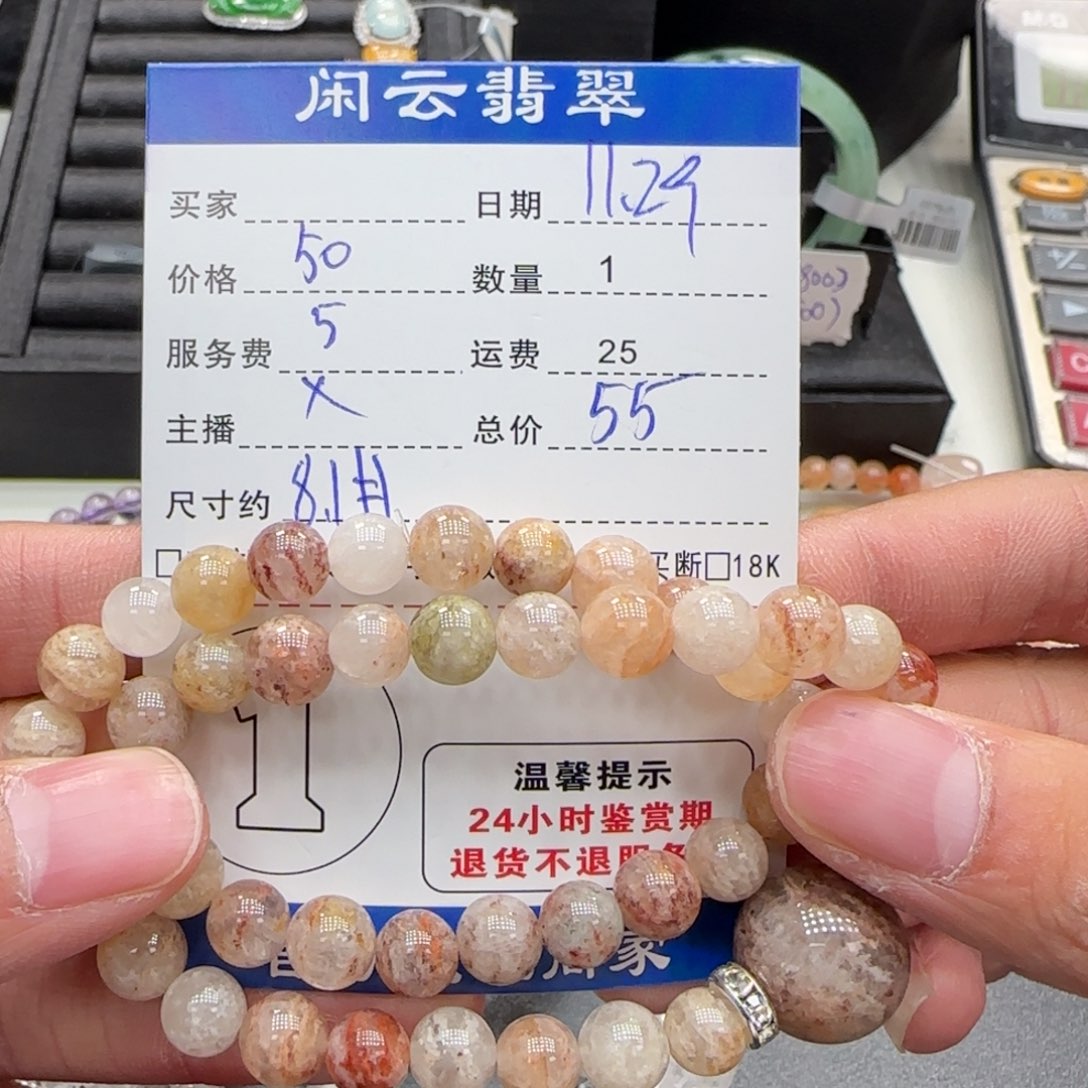 闲云翡翠
买家 日期 11.29
价格 50 数量 1
服务费 5 运费 25
主播 X 总价 55
尺寸约 8.1
买断□18K
1
温馨提示
24小时鉴赏期
退货不退服务